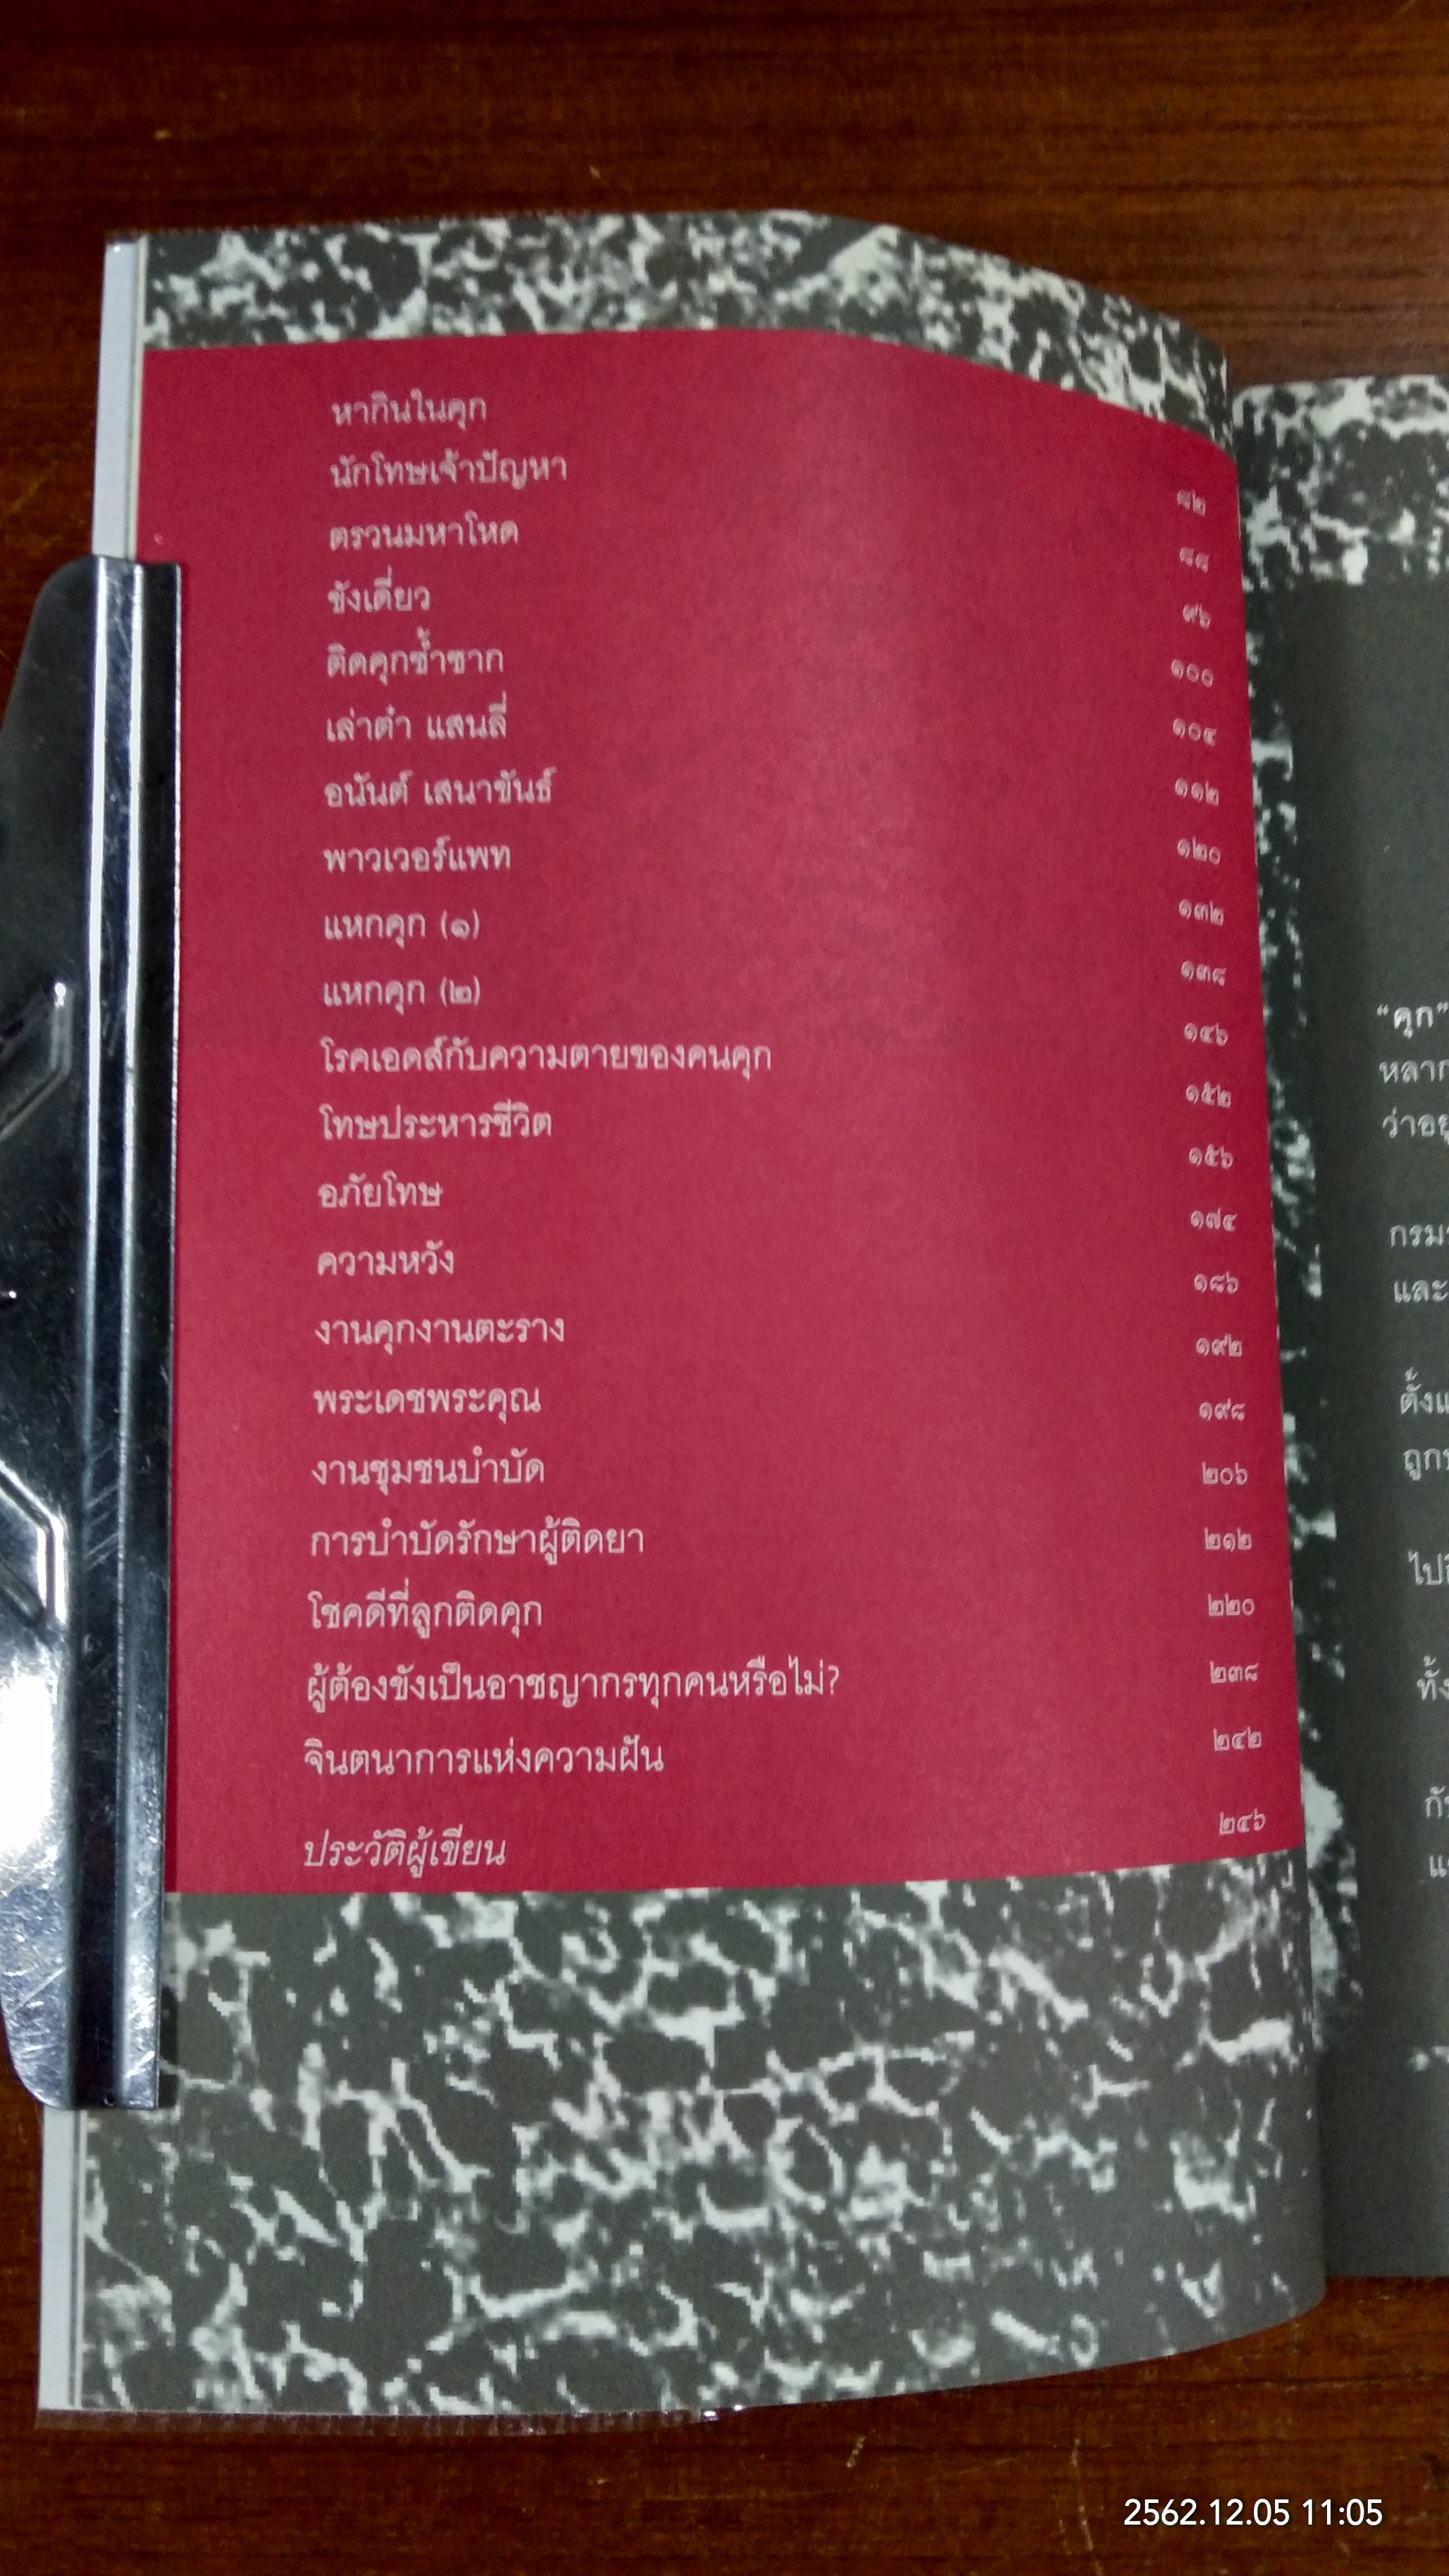 หากินในคุก ๘๒
นักโทษเจ้าปัญหา ๘๘
ตรวนมหาโหด ๙๖
ขังเดี่ยว ๑๐๐
ติดคุกซ้ำซาก ๑๐๔
เล่าต๋า แสนลี่ ๑๑๒
อนันต์ เสนาขันธ์ ๑๒๐
พาวเวอร์แพท ๑๓๒
แหกคุก (๑) ๑๓๘
แหกคุก (๒) ๑๔๖
โรคเอดส์กับความตายของคนคุก ๑๕๒
โทษประหารชีวิต ๑๕๖
อภัยโทษ ๑๗๔
ความหวัง ๑๘๖
งานคุกงานตะราง ๑๙๒
พระเดชพระคุณ ๑๙๘
งานชุมชนบำบัด ๒๐๖
การบำบัดรักษาผู้ติดยา ๒๑๒
โชคดีที่ลูกติดคุก ๒๒๐
ผู้ต้องขังเป็นอาชญากรทุกคนหรือไม่? ๒๓๘
จินตนาการแห่งความฝัน ๒๔๒
ประวัติผู้เขียน ๒๔๖
“คุก”
หลาก
กรม
และ
2562.12.05 11:05